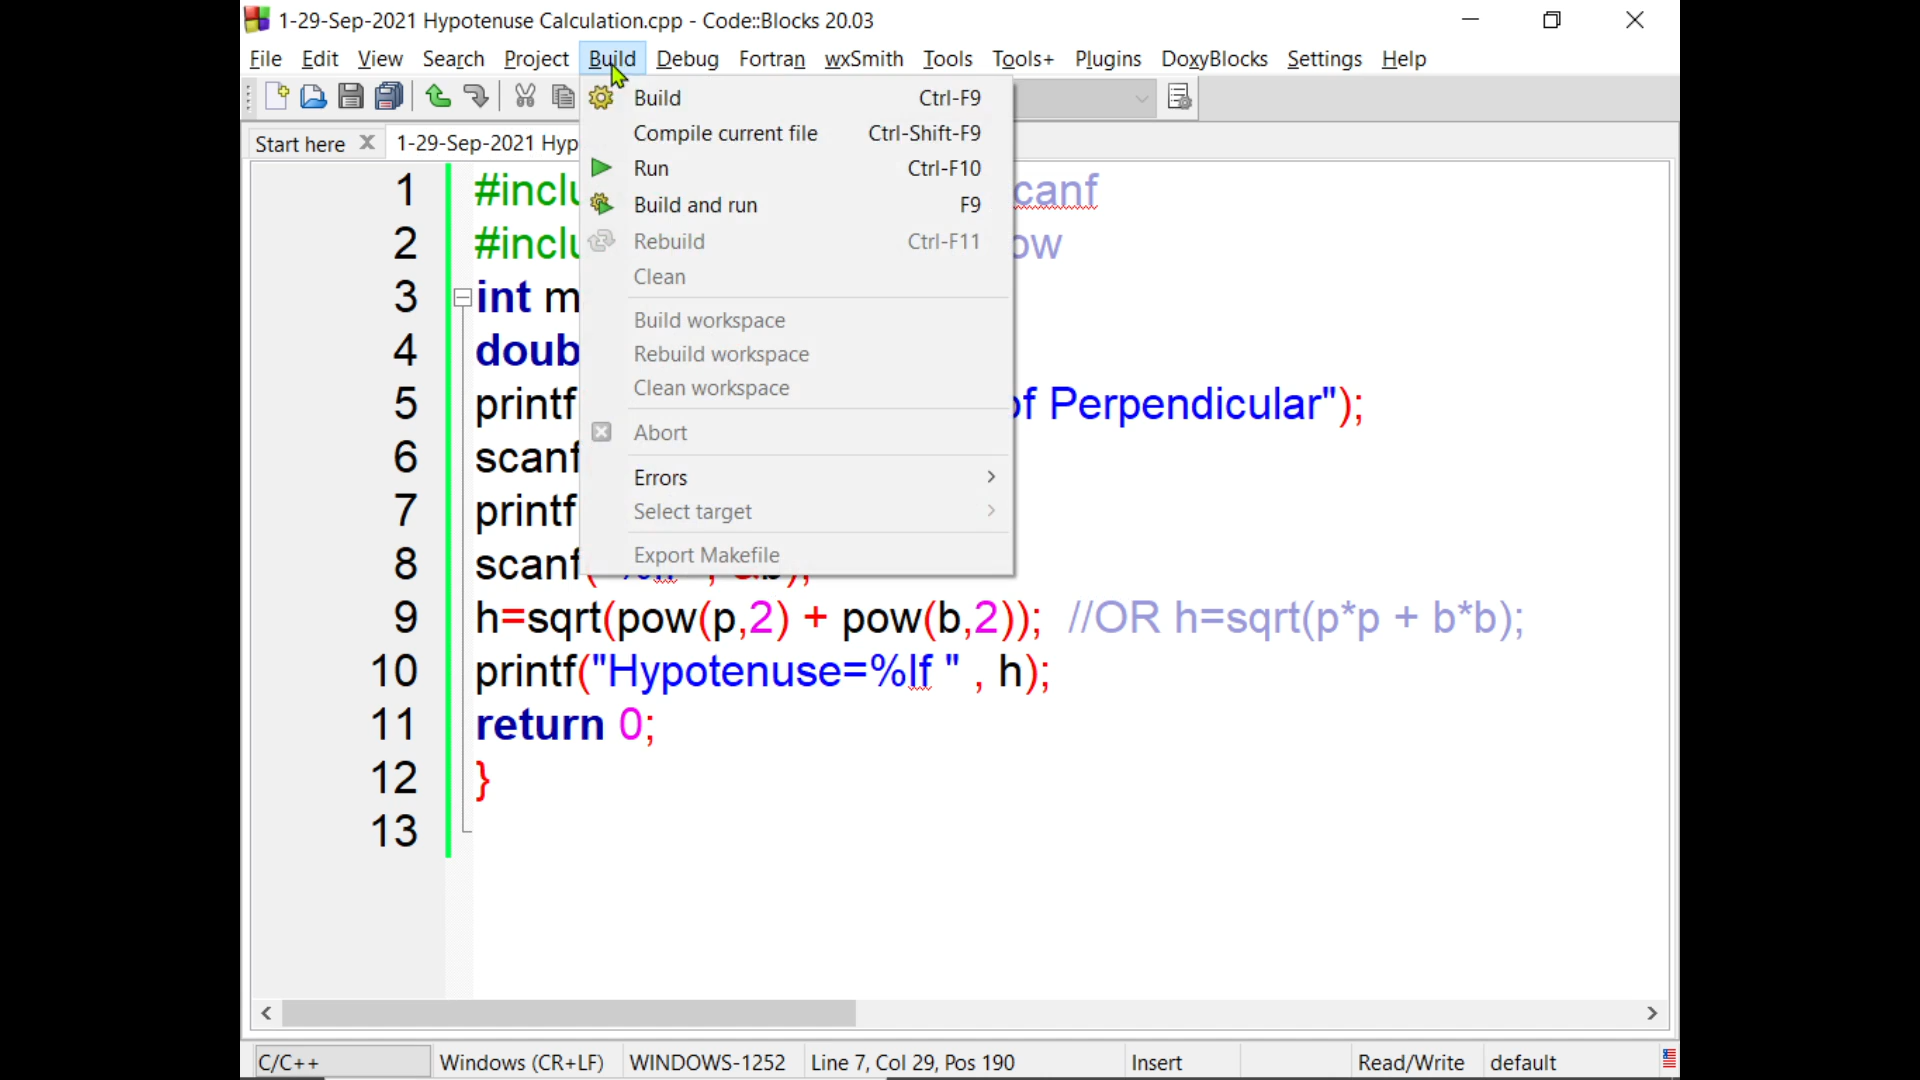 1-29-Sep-2021 Hypotenuse Calculation.cpp - Code::Blocks 20.03
File Edit View Search Project Build Debug Fortran wxSmith Tools Tools+ Plugins DoxyBlocks Settings Help
Build Ctrl-F9
Compile current file Ctrl-Shift-F9
Run Ctrl-F10
Build and run F9
Rebuild Ctrl-F11
Clean
Build workspace
Rebuild workspace
Clean workspace
Abort
Errors
Select target
Export Makefile
Start here 1-29-Sep-2021 Hyp
1 #inclu canf
2 #inclu ow
3 int m
4 doub
5 printf of Perpendicular");
6 scanf
7 printf
8 scanf
9 h=sqrt(pow(p,2) + pow(b,2)); //OR h=sqrt(p*p + b*b);
10 printf("Hypotenuse=%lf " , h);
11 return 0;
12 }
13
C/C++ Windows (CR+LF) WINDOWS-1252 Line 7, Col 29, Pos 190 Insert Read/Write default